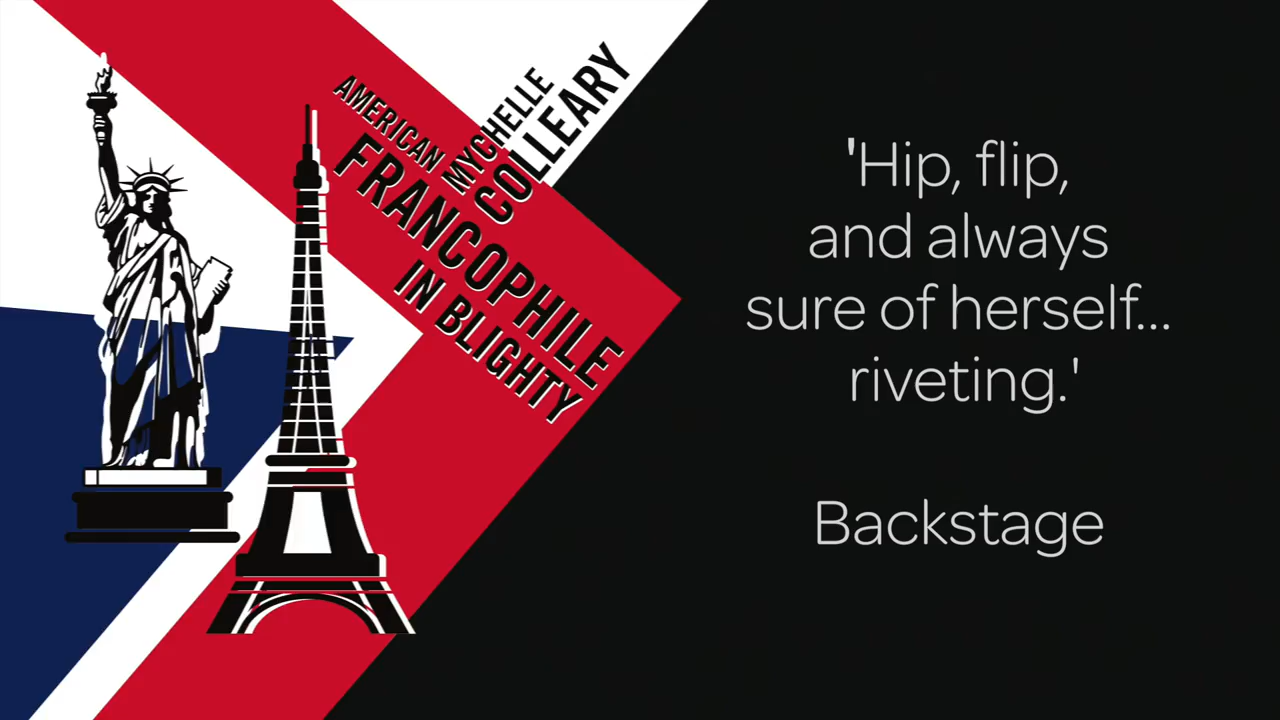 AMERICAN
FRANCOPHILE
IN BLIGHTY
MYCHELLE
COLLEARY
'Hip, flip,
and always
sure of herself...
riveting.'
Backstage